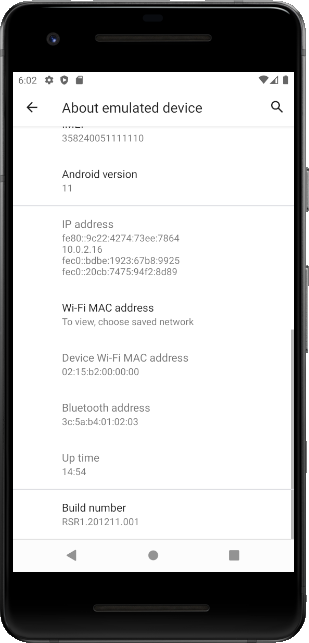 6:02
About emulated device
IMEI
358240051111110
Android version
11
IP address
fe80::9c22:4274:73ee:7864
10.0.2.16
fec0::bdbe:1923:67b8:9925
fec0::20cb:7475:94f2:8d89
Wi-Fi MAC address
To view, choose saved network
Device Wi-Fi MAC address
02:15:b2:00:00:00
Bluetooth address
3c:5a:b4:01:02:03
Up time
14:54
Build number
RSR1.201211.001